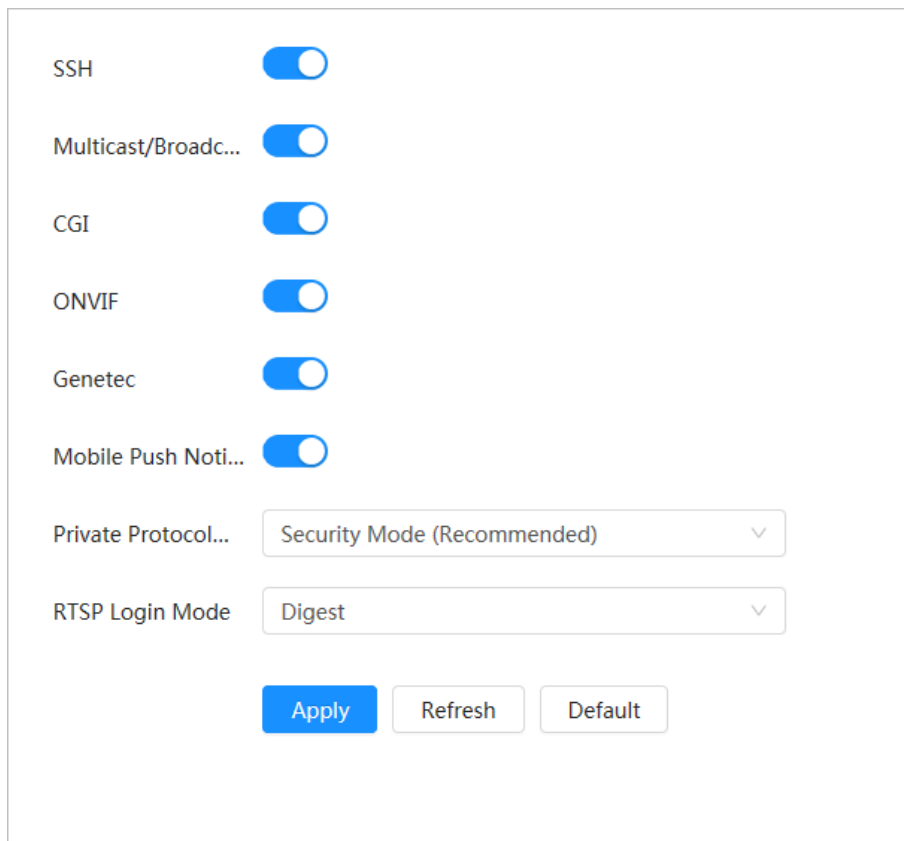 SSH
Multicast/Broadc...
CGI
ONVIF
Genetec
Mobile Push Noti...
Private Protocol... Security Mode (Recommended)
RTSP Login Mode Digest
Apply Refresh Default